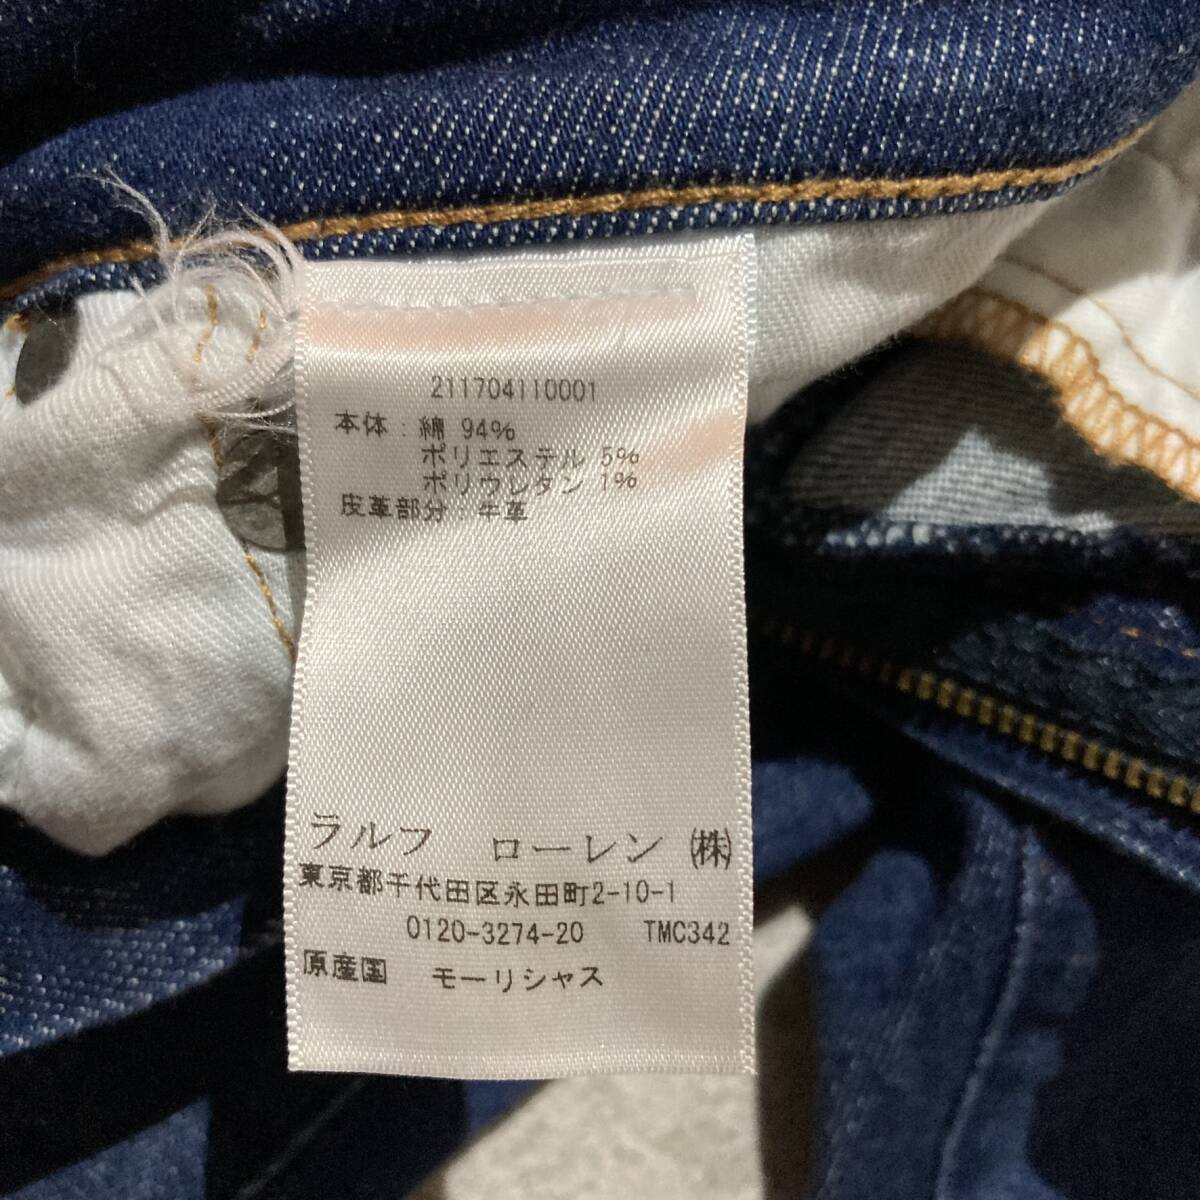 211704110001
本体：綿 94%
ポリエステル 5%
ポリウレタン 1%
皮革部分：牛革
ラルフ ローレン ㈱
東京都千代田区永田町2-10-1
0120-3274-20 TMC342
原産国 モーリシャス